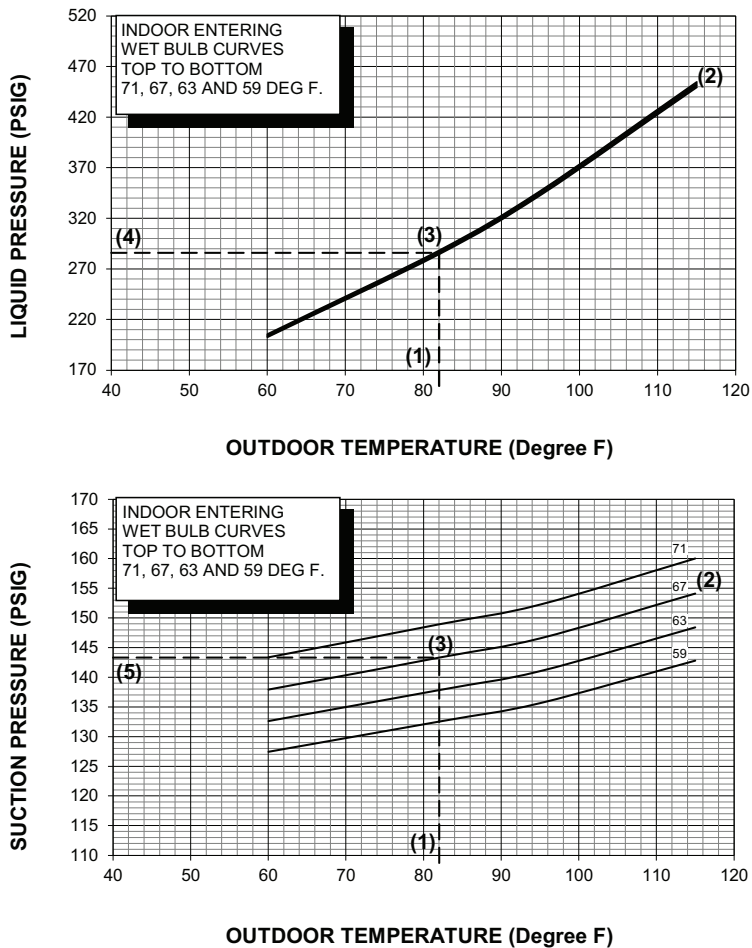 LIQUID PRESSURE (PSIG)
520
470
420
370
320
270
220
170
INDOOR ENTERING
WET BULB CURVES
TOP TO BOTTOM
71, 67, 63 AND 59 DEG F.
(2)
(3)
(4)
(1)
40 50 60 70 80 90 100 110 120
OUTDOOR TEMPERATURE (Degree F)
SUCTION PRESSURE (PSIG)
170
165
160
155
150
145
140
135
130
125
120
115
110
INDOOR ENTERING
WET BULB CURVES
TOP TO BOTTOM
71, 67, 63 AND 59 DEG F.
71
67
(2)
63
59
(3)
(5)
(1)
40 50 60 70 80 90 100 110 120
OUTDOOR TEMPERATURE (Degree F)